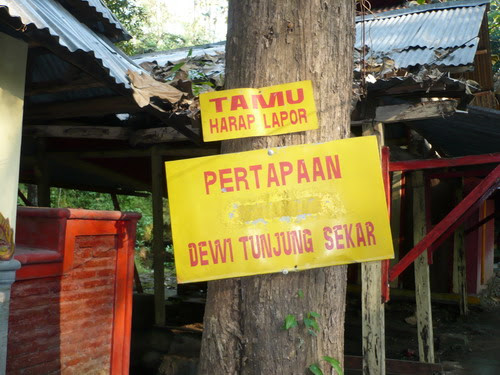 TAMU
HARAP LAPOR
PERTAPAAN
DEWI TUNJUNG SEKAR